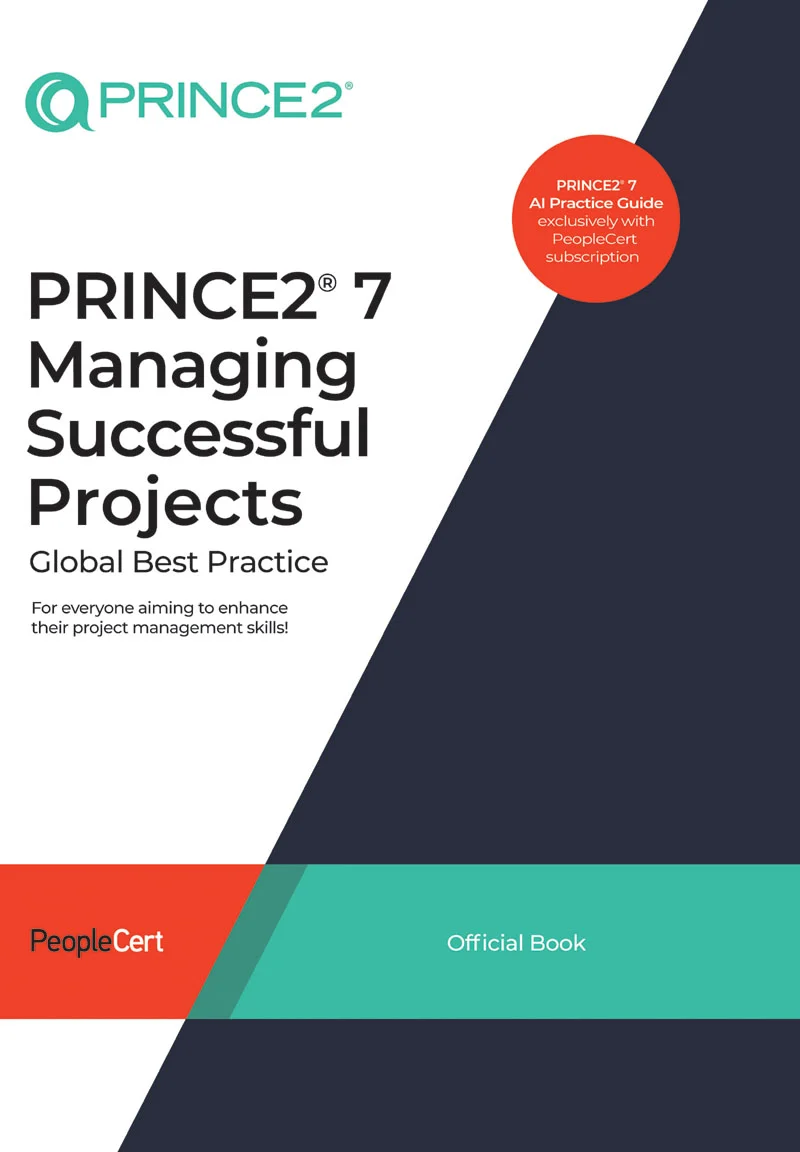 PRINCE2®
PRINCE2® 7
AI Practice Guide
exclusively with
PeopleCert
subscription
PRINCE2® 7
Managing
Successful
Projects
Global Best Practice
For everyone aiming to enhance
their project management skills!
PeopleCert
Official Book